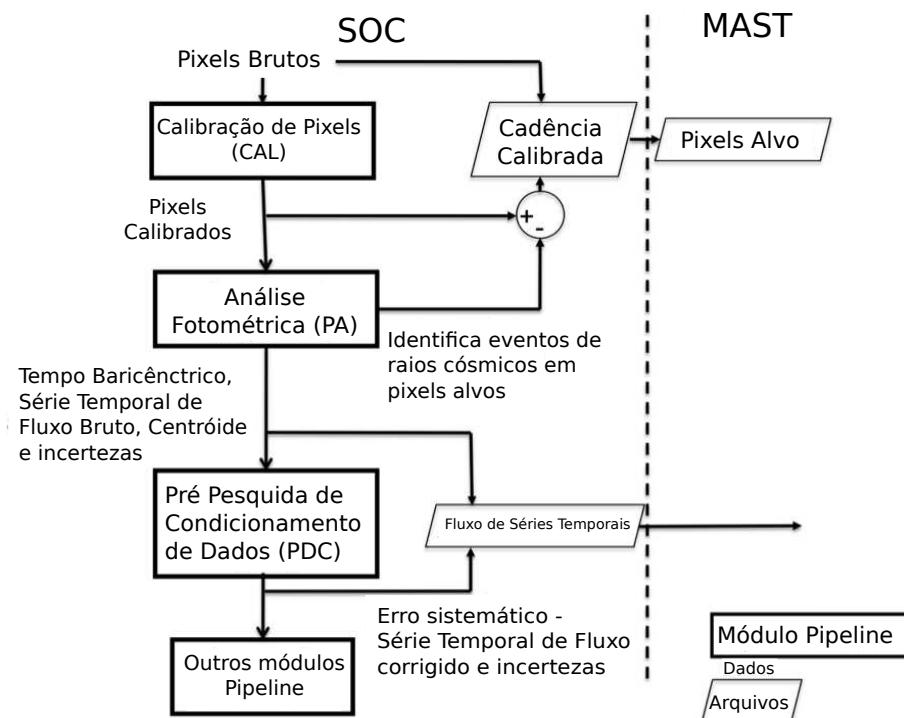 SOC
MAST
Pixels Brutos
Calibração de Pixels
(CAL)
Cadência
Calibrada
Pixels Alvo
Pixels
Calibrados
+
-
Análise
Fotométrica (PA)
Identifica eventos de
raios cósmicos em
pixels alvos
Tempo Baricênctrico,
Série Temporal de
Fluxo Bruto, Centróide
e incertezas
Pré Pesquida de
Condicionamento
de Dados (PDC)
Fluxo de Séries Temporais
Erro sistemático -
Série Temporal de Fluxo
corrigido e incertezas
Outros módulos
Pipeline
Módulo Pipeline
Dados
Arquivos